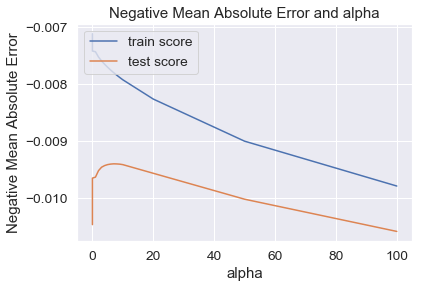 Negative Mean Absolute Error and alpha
−0.007
−0.008
−0.009
−0.010
Negative Mean Absolute Error
train score
test score
0 20 40 60 80 100
alpha